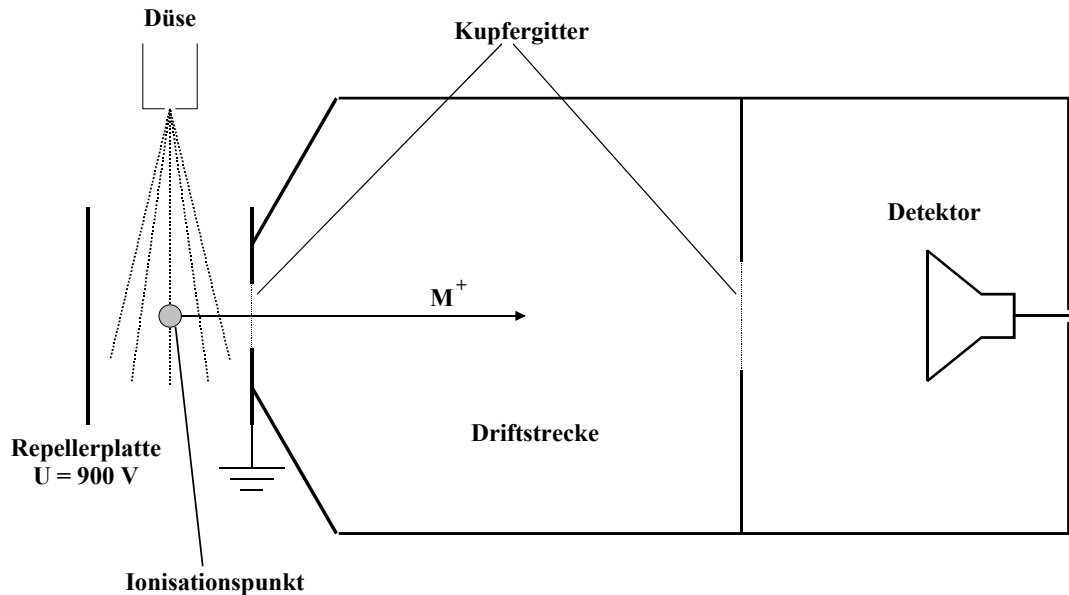 Düse
Kupfergitter
Detektor
M+
Driftstrecke
Repellerplatte
U = 900 V
Ionisationspunkt